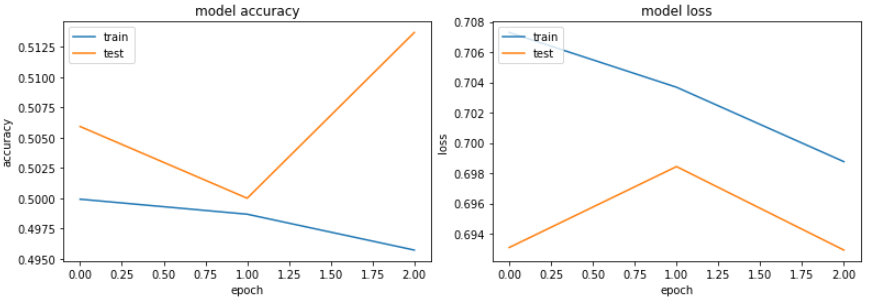 model accuracy
train
test
0.5125
0.5100
0.5075
0.5050
0.5025
0.5000
0.4975
0.4950
accuracy
0.00 0.25 0.50 0.75 1.00 1.25 1.50 1.75 2.00
epoch
model loss
train
test
0.708
0.706
0.704
0.702
0.700
0.698
0.696
0.694
loss
0.00 0.25 0.50 0.75 1.00 1.25 1.50 1.75 2.00
epoch